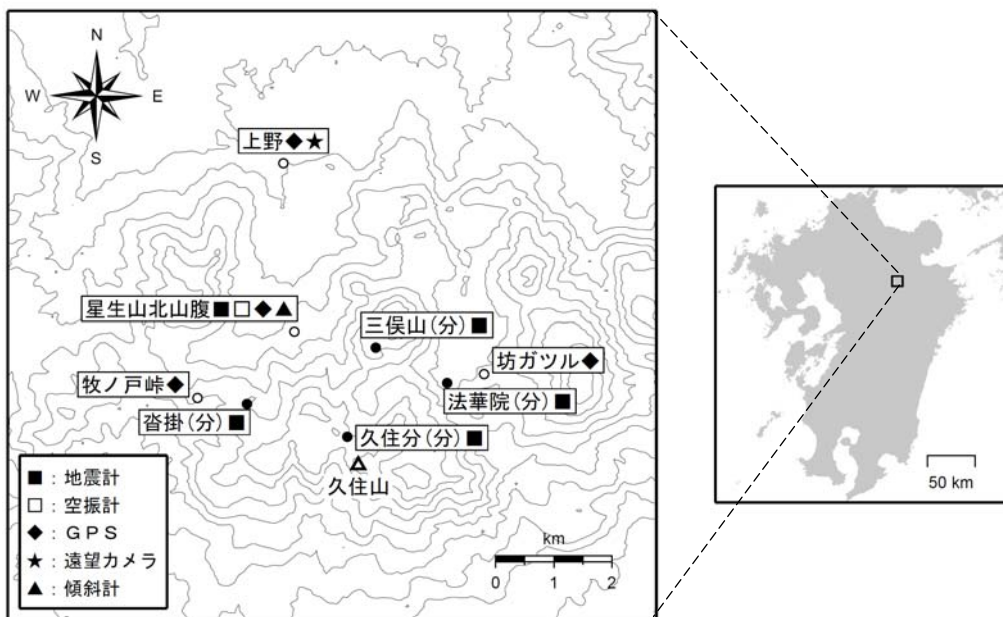 N
W E
S
上野◆★
星生山北山腹■□◆▲
三俣山(分)■
坊ガツル◆
牧ノ戸峠◆
法華院(分)■
沓掛(分)■
久住分(分)■
久住山
■：地震計
□：空振計
◆：GPS
★：遠望カメラ
▲：傾斜計
km
0 1 2
50 km